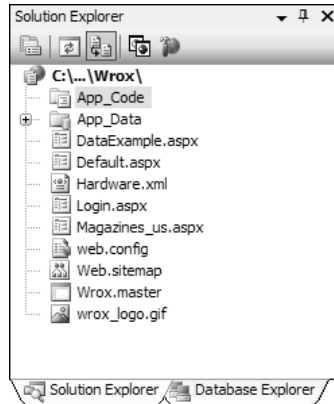 Solution Explorer
C:\...\Wrox\
App_Code
App_Data
DataExample.aspx
Default.aspx
Hardware.xml
Login.aspx
Magazines_us.aspx
web.config
Web.sitemap
Wrox.master
wrox_logo.gif
Solution Explorer Database Explorer